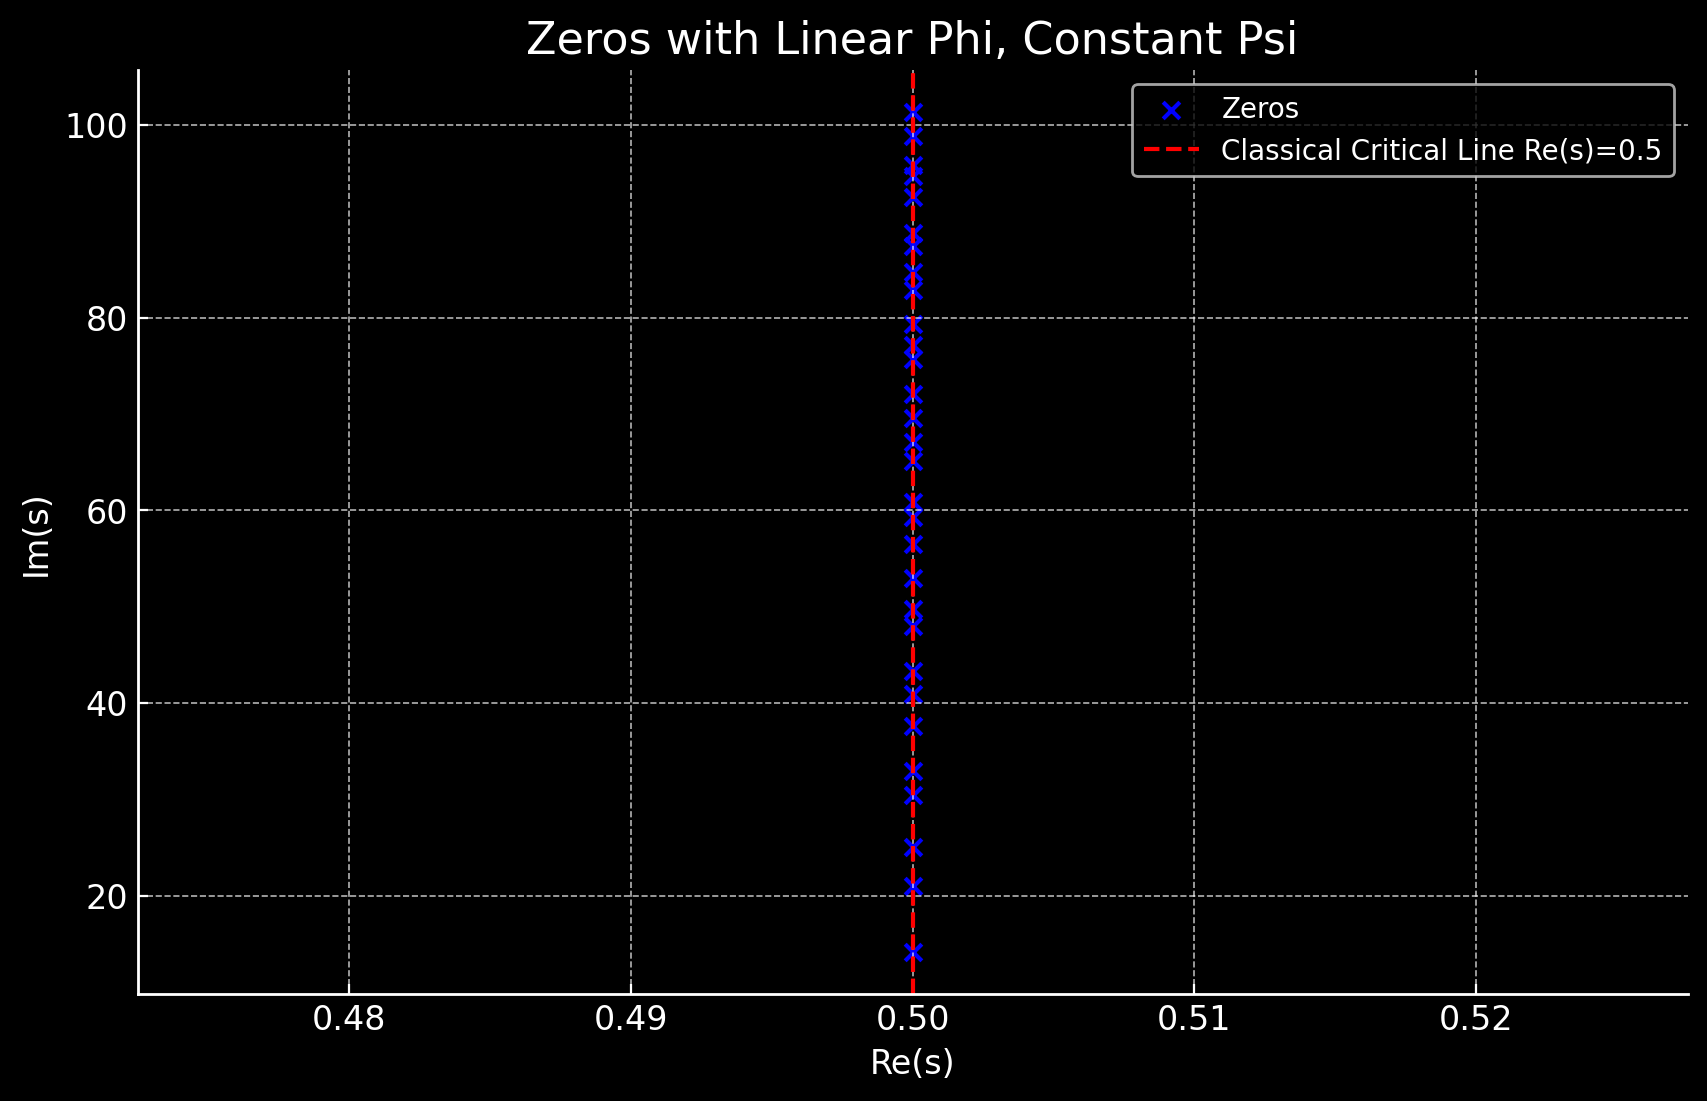 Zeros with Linear Phi, Constant Psi
Zeros
Classical Critical Line Re(s)=0.5
100
80
60
40
20
Im(s)
0.48 0.49 0.50 0.51 0.52
Re(s)